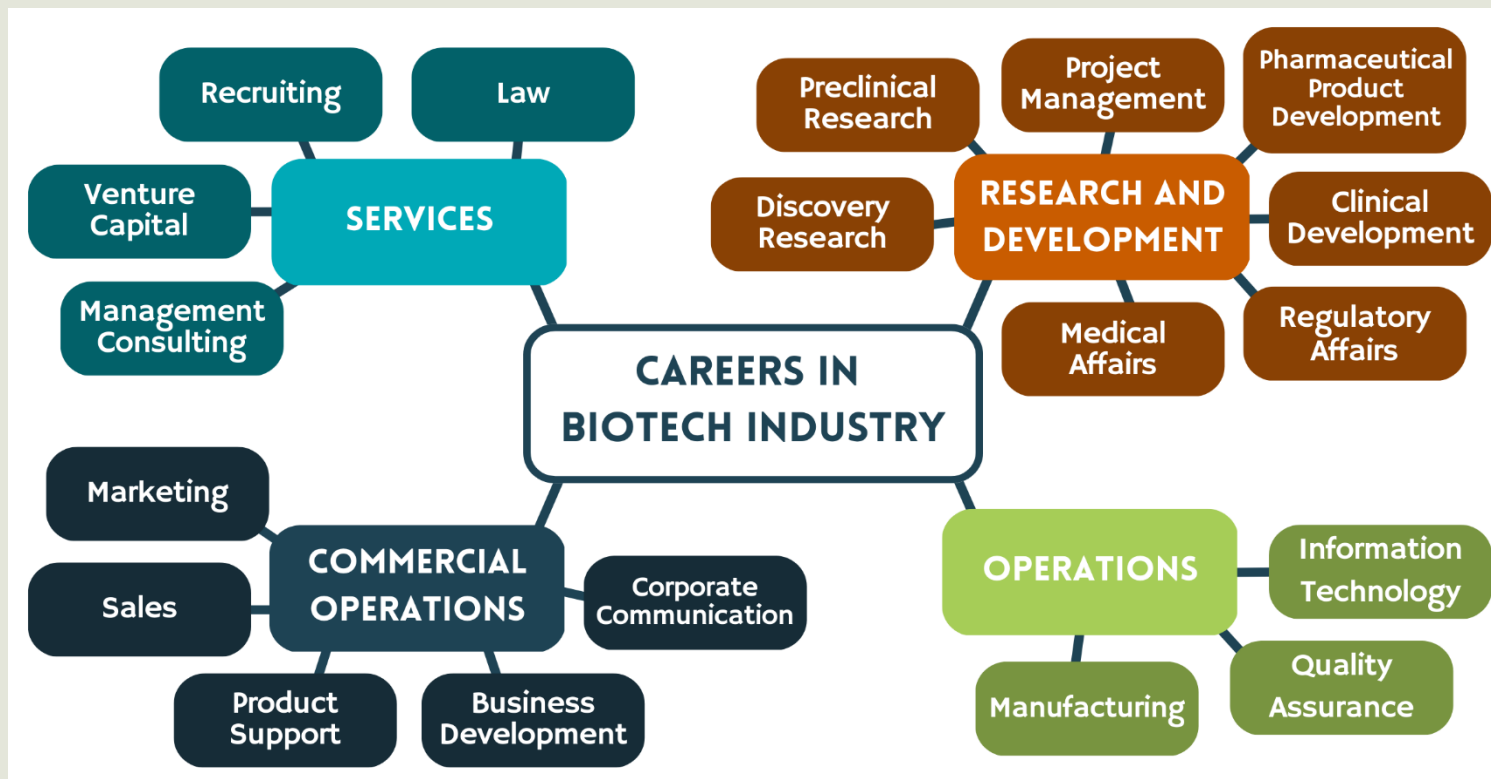 Recruiting
Law
Venture
Capital
SERVICES
Management
Consulting
Preclinical
Research
Project
Management
Pharmaceutical
Product
Development
Discovery
Research
RESEARCH AND
DEVELOPMENT
Clinical
Development
Medical
Affairs
Regulatory
Affairs
CAREERS IN
BIOTECH INDUSTRY
Marketing
Sales
COMMERCIAL
OPERATIONS
Corporate
Communication
Product
Support
Business
Development
OPERATIONS
Information
Technology
Manufacturing
Quality
Assurance